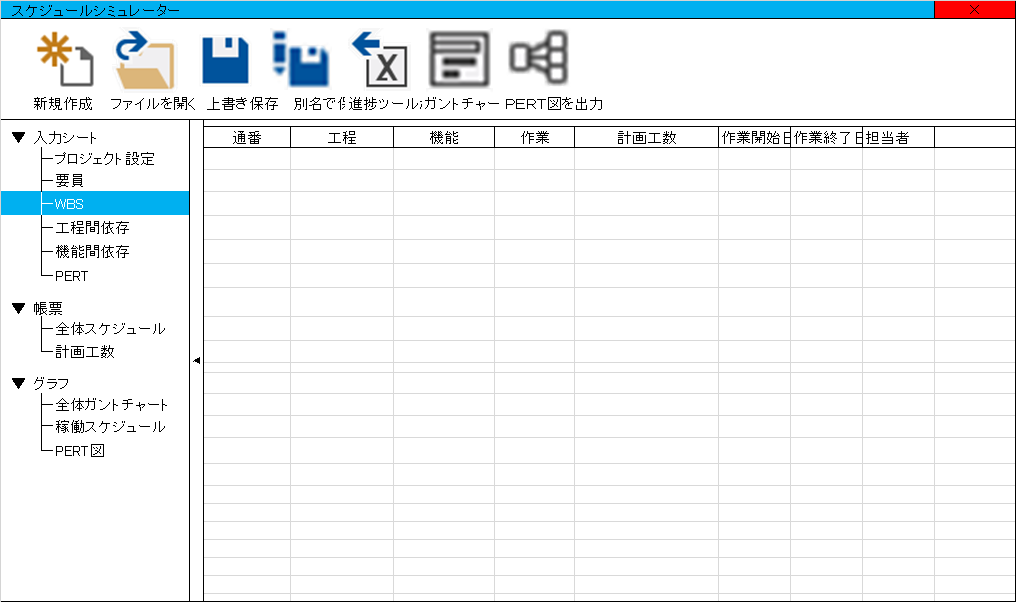 スケジュールシミュレーター
新規作成 ファイルを開く 上書き保存 別名で 進捗ツール ガントチャー PERT図を出力
通番 工程 機能 作業 計画工数 作業開始日 作業終了日 担当者
入力シート
プロジェクト設定
要員
WBS
工程間依存
機能間依存
PERT
帳票
全体スケジュール
計画工数
グラフ
全体ガントチャート
稼働スケジュール
PERT図